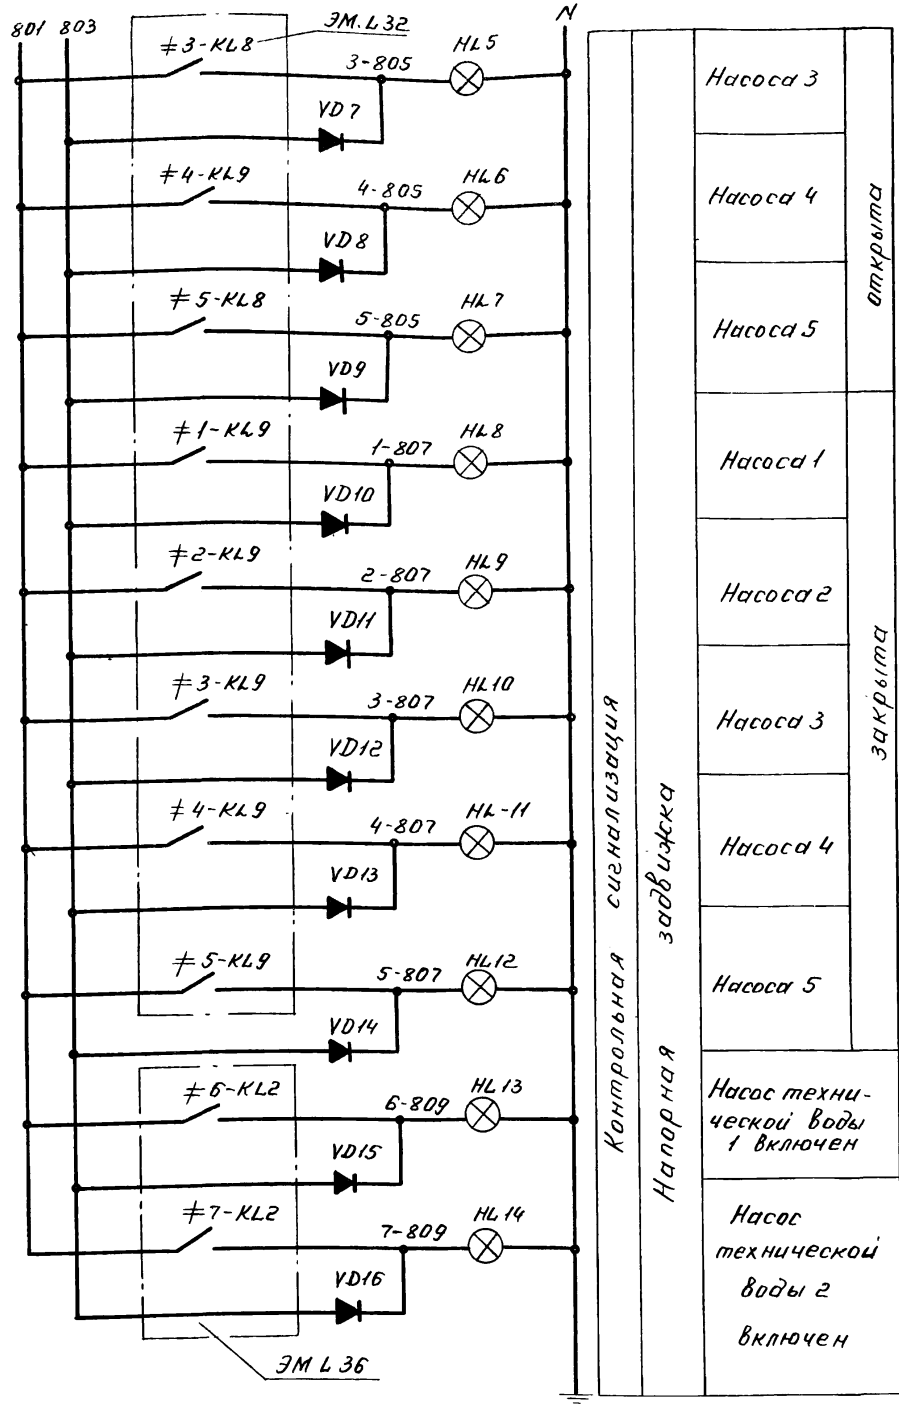 801 803
ЭМ.L32
N
≠3-KL8
3-805
HL5
Насоса 3
VD7
≠4-KL9
4-805
HL6
Насоса 4
VD8
≠5-KL8
5-805
HL7
Насоса 5
VD9
открыта
≠1-KL9
1-807
HL8
Насоса 1
VD10
≠2-KL9
2-807
HL9
Насоса 2
VD11
≠3-KL9
3-807
HL10
Насоса 3
VD12
≠4-KL9
4-807
HL-11
Насоса 4
VD13
≠5-KL9
5-807
HL12
Насоса 5
VD14
закрыта
≠6-KL2
6-809
HL13
Насос техни-
ческой воды
1 включен
VD15
≠7-KL2
7-809
HL14
Насос
технической
воды 2
включен
VD16
ЭМ L36
Контрольная сигнализация
Напорная задвижка